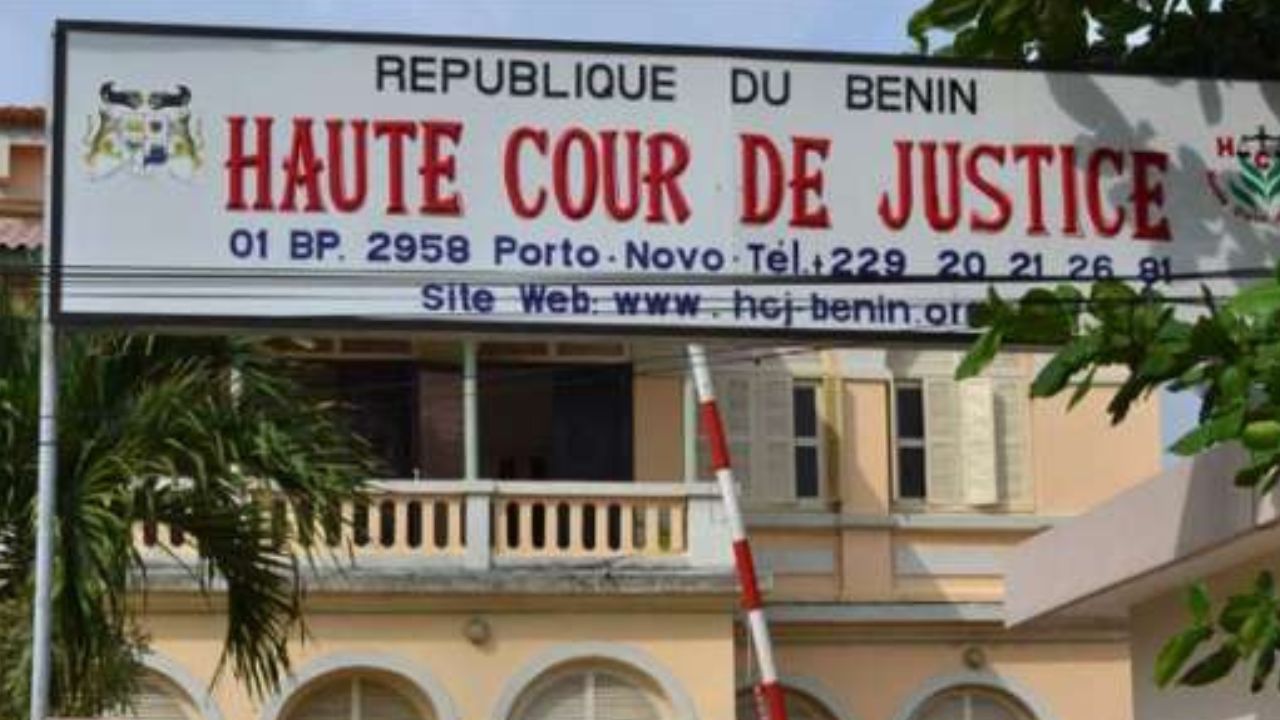 REPUBLIQUE DU BENIN
HAUTE COUR DE JUSTICE
01 BP. 2958 Porto-Novo-Tél.+229 20 21 26 81
Site Web: www.hcj-benin.org